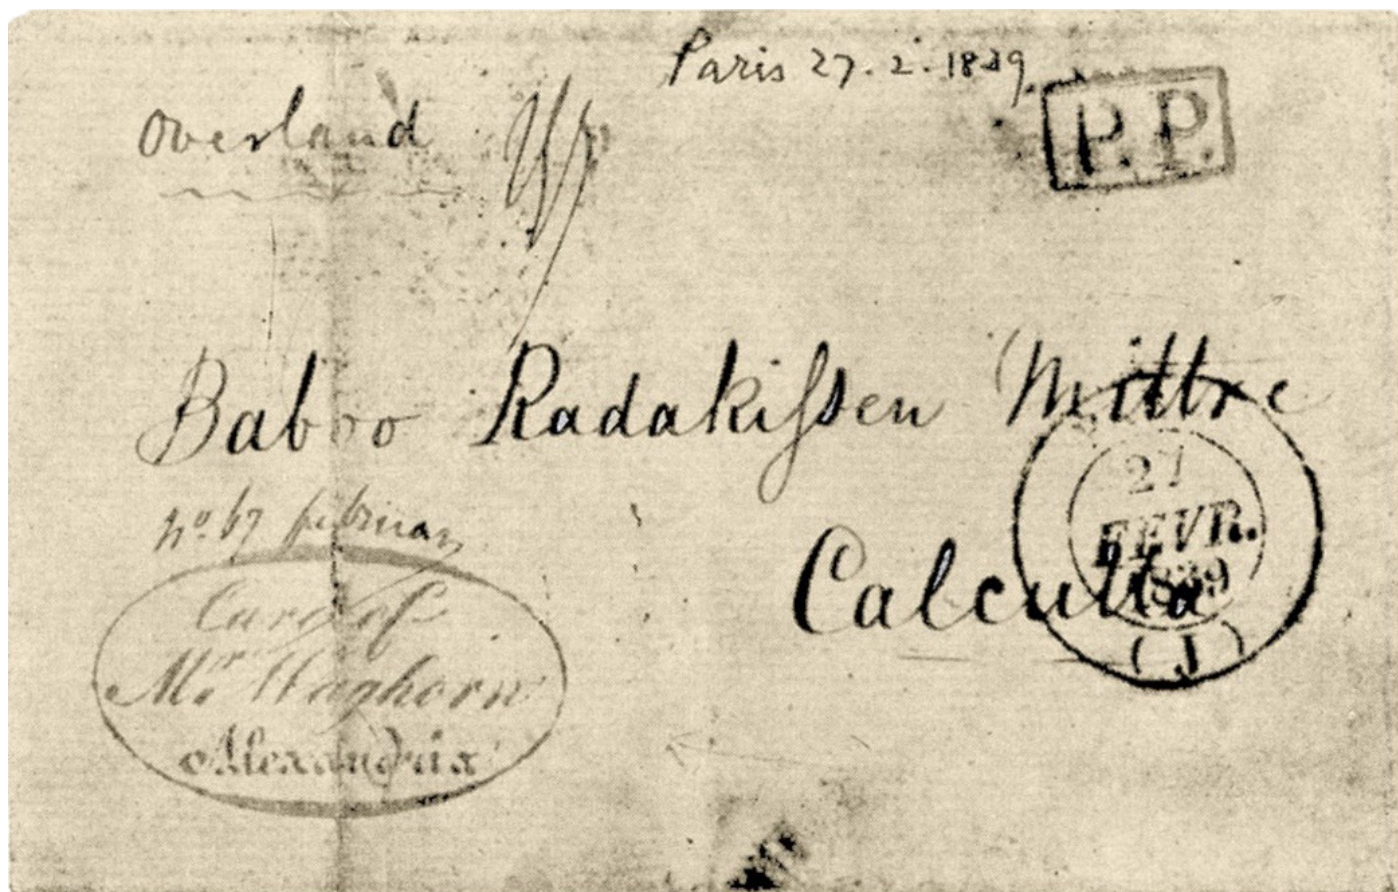 Paris 27.2.1839
P.P.
Overland
Baboo Radakissen Mittre
Calcutta
27
FEVR.
1839
(J)
No. 67 february
Care of
Mr. Waghorn
Alexandria